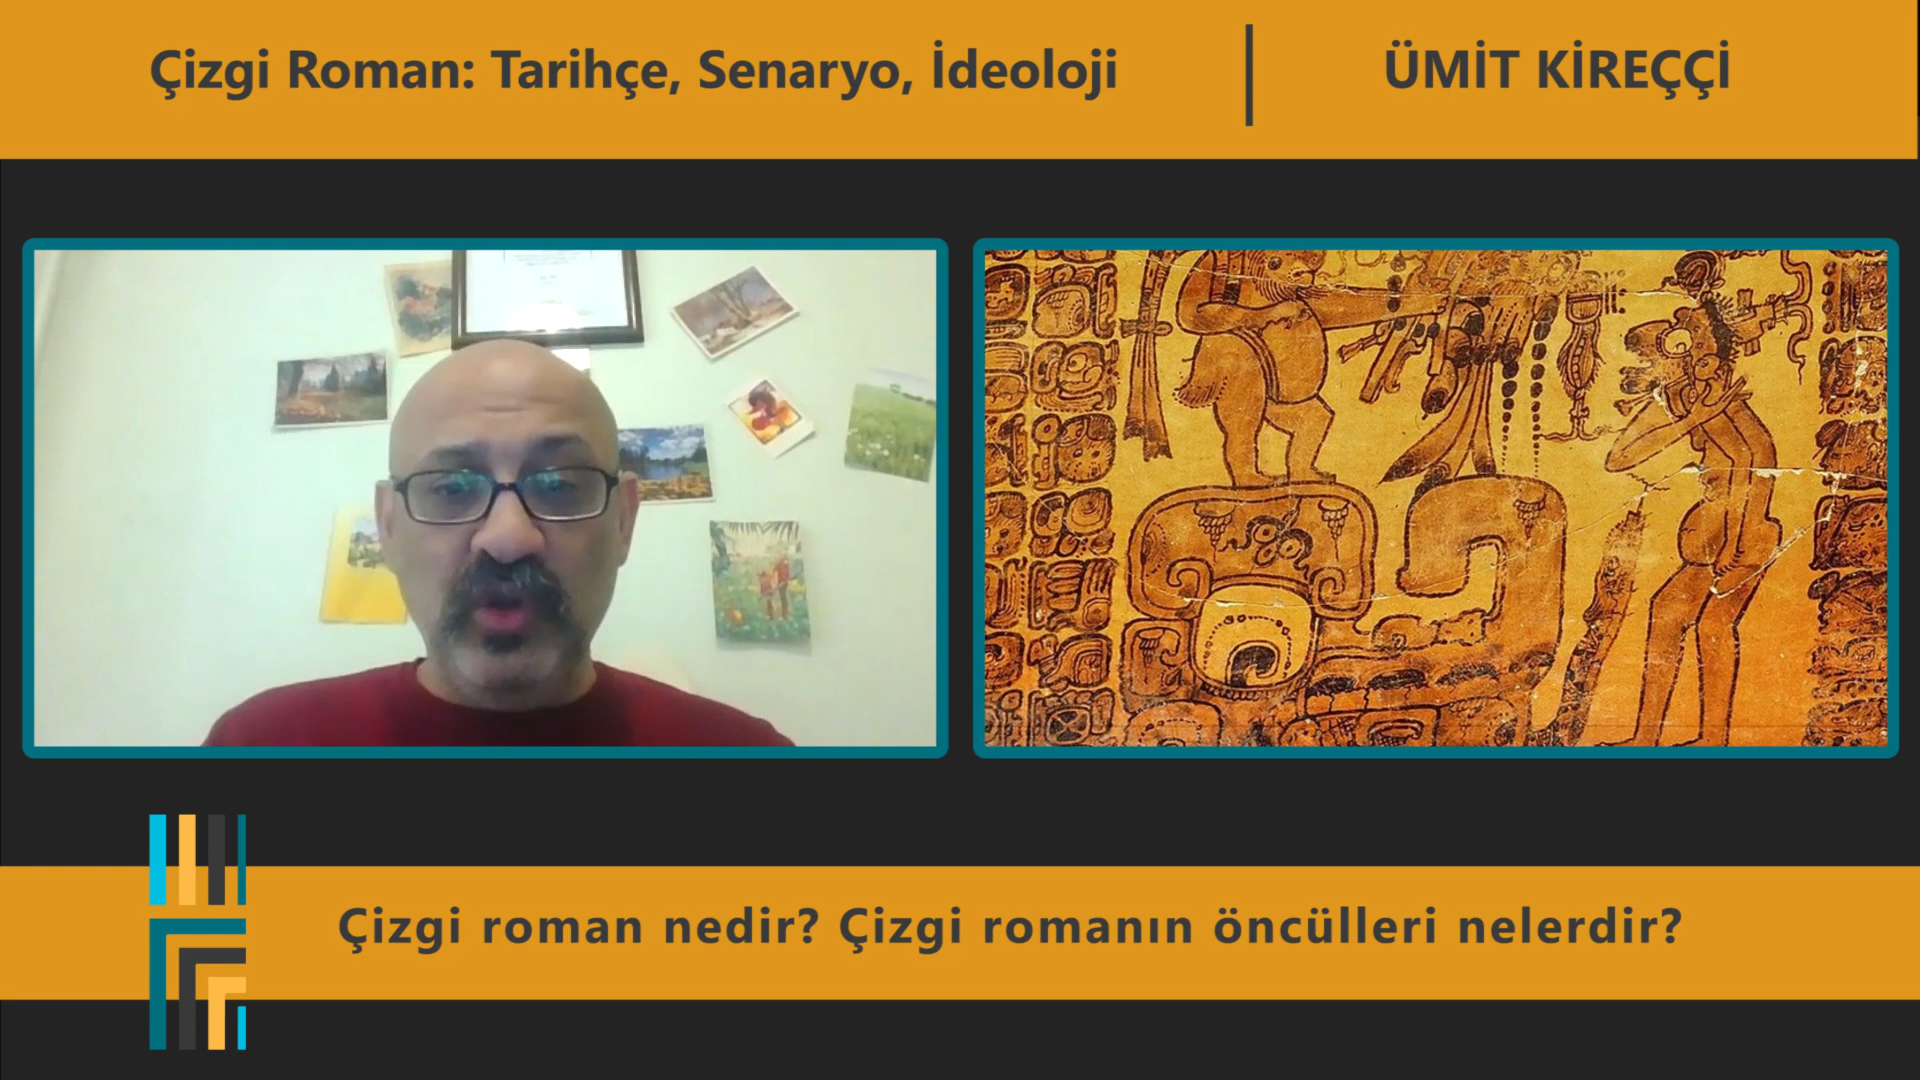 Çizgi Roman: Tarihçe, Senaryo, İdeoloji
ÜMİT KİREÇÇİ
Çizgi roman nedir? Çizgi romanın öncülleri nelerdir?